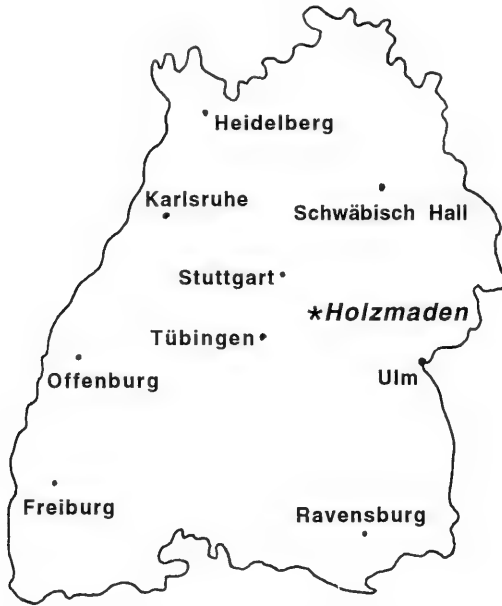 Heidelberg
Karlsruhe
Schwäbisch Hall
Stuttgart
*Holzmaden
Tübingen
Offenburg
Ulm
Freiburg
Ravensburg